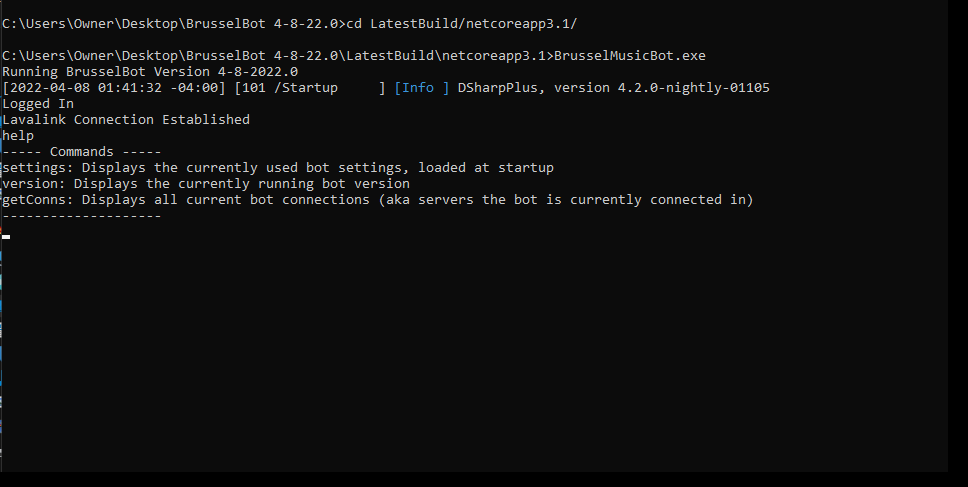 C:\Users\Owner\Desktop\BrusselBot 4-8-22.0>cd LatestBuild/netcoreapp3.1/
C:\Users\Owner\Desktop\BrusselBot 4-8-22.0\LatestBuild\netcoreapp3.1>BrusselMusicBot.exe
Running BrusselBot Version 4-8-2022.0
[2022-04-08 01:41:32 -04:00] [101 /Startup     ] [Info ] DSharpPlus, version 4.2.0-nightly-01105
Logged In
Lavalink Connection Established
help
----- Commands -----
settings: Displays the currently used bot settings, loaded at startup
version: Displays the currently running bot version
getConns: Displays all current bot connections (aka servers the bot is currently connected in)
--------------------